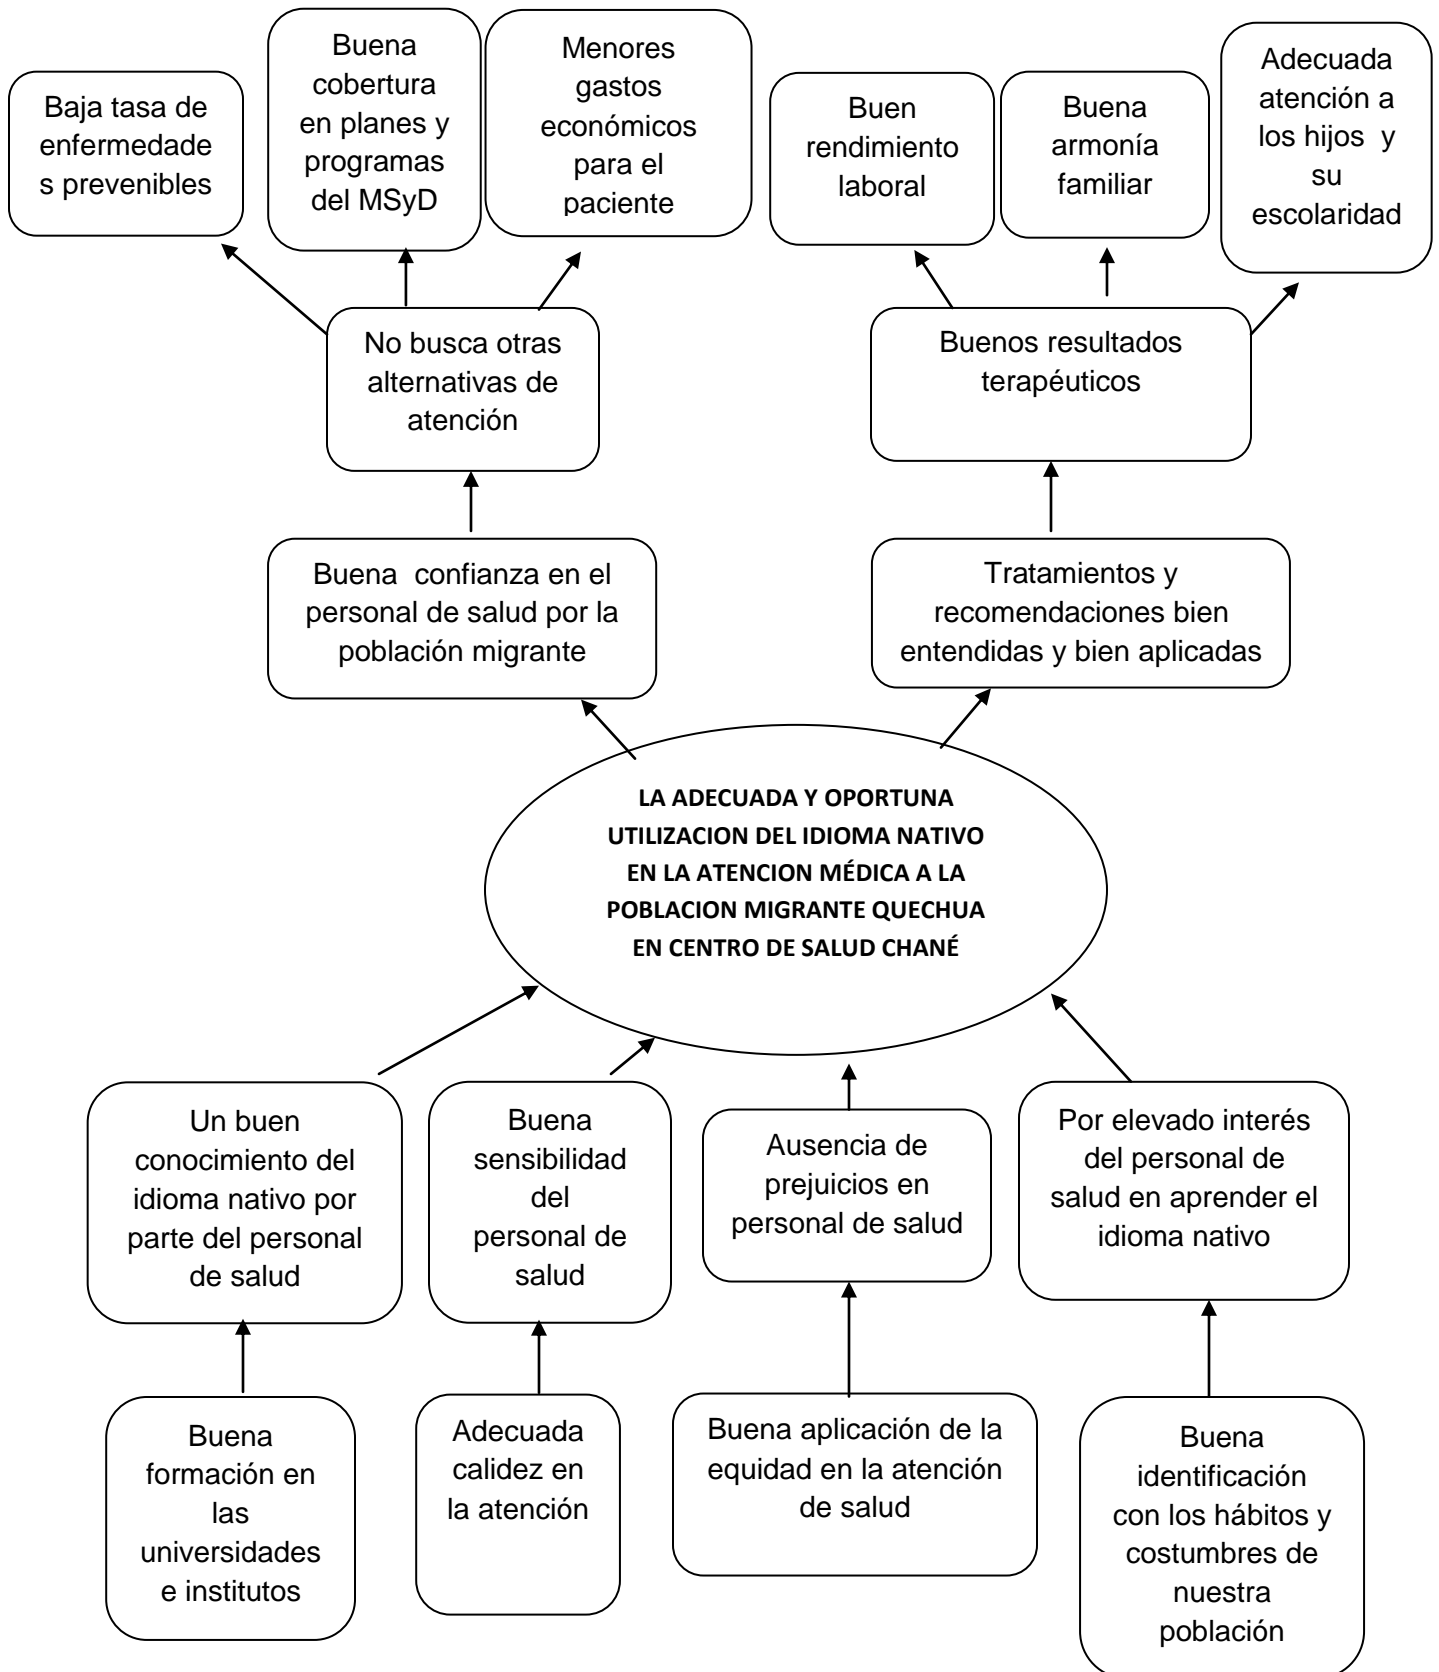 Baja tasa de
enfermedade
s prevenibles
Buena
cobertura
en planes y
programas
del MSyD
Menores
gastos
económicos
para el
paciente
Buen
rendimiento
laboral
Buena
armonía
familiar
Adecuada
atención a
los hijos  y
su
escolaridad
No busca otras
alternativas de
atención
Buenos resultados
terapéuticos
Buena  confianza en el
personal de salud por la
población migrante
Tratamientos y
recomendaciones bien
entendidas y bien aplicadas
LA ADECUADA Y OPORTUNA
UTILIZACION DEL IDIOMA NATIVO
EN LA ATENCION MÉDICA A LA
POBLACION MIGRANTE QUECHUA
EN CENTRO DE SALUD CHANÉ
Un buen
conocimiento del
idioma nativo por
parte del personal
de salud
Buena
sensibilidad
del
personal de
salud
Ausencia de
prejuicios en
personal de salud
Por elevado interés
del personal de
salud en aprender el
idioma nativo
Buena
formación en
las
universidades
e institutos
Adecuada
calidez en
la atención
Buena aplicación de la
equidad en la atención
de salud
Buena
identificación
con los hábitos y
costumbres de
nuestra
población